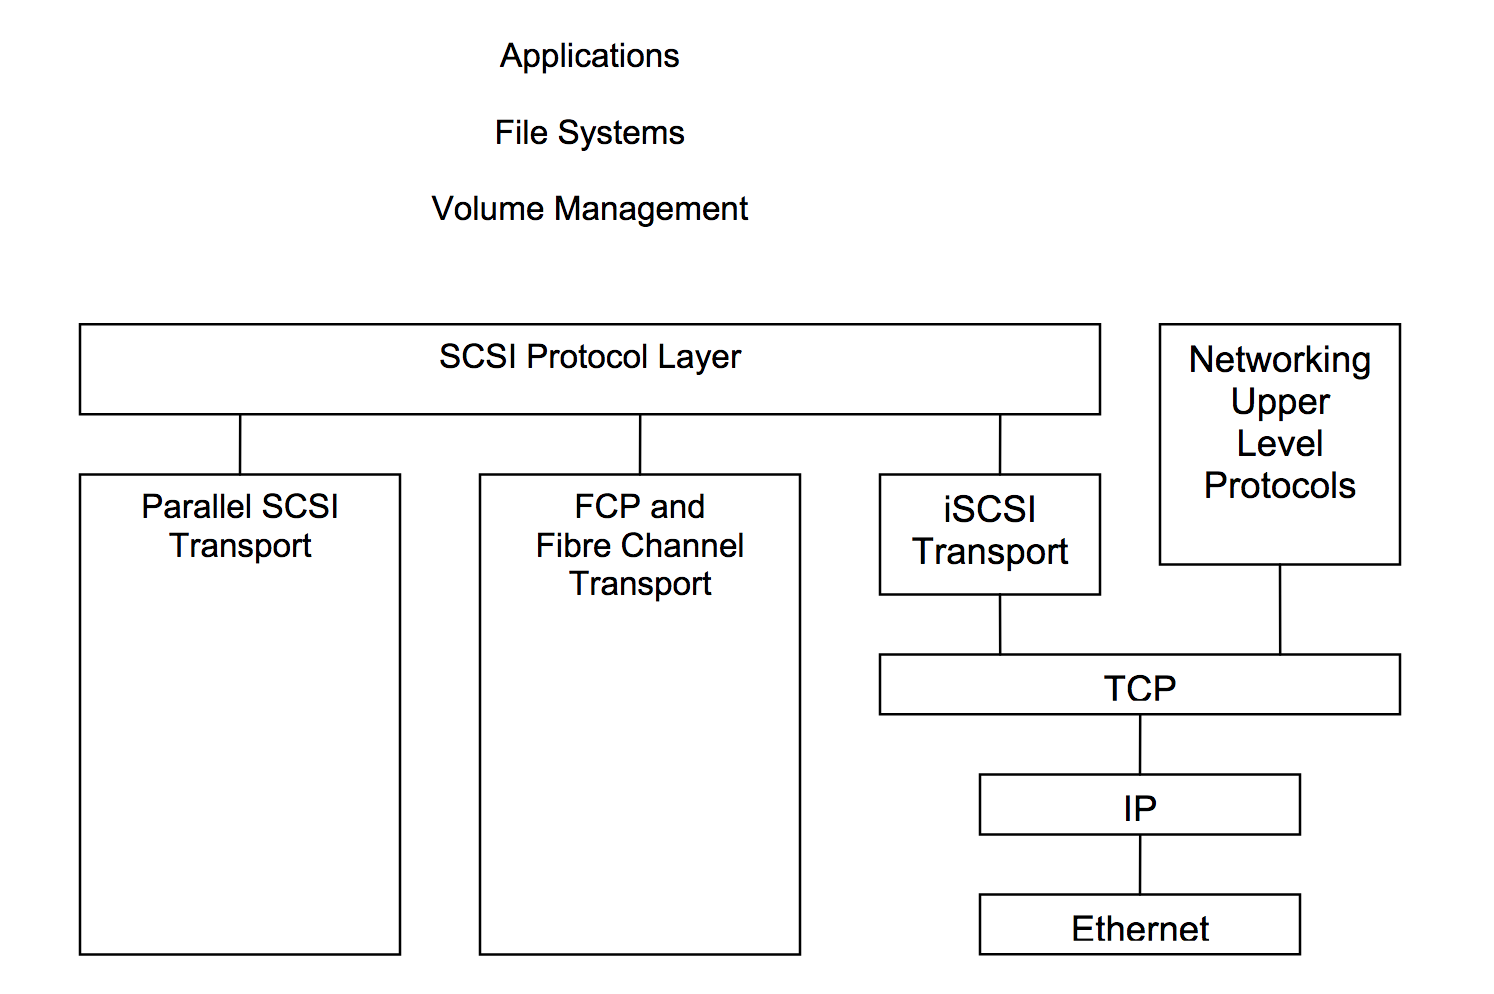 Applications
File Systems
Volume Management
SCSI Protocol Layer
Networking
Upper
Level
Protocols
Parallel SCSI
Transport
FCP and
Fibre Channel
Transport
iSCSI
Transport
TCP
IP
Ethernet